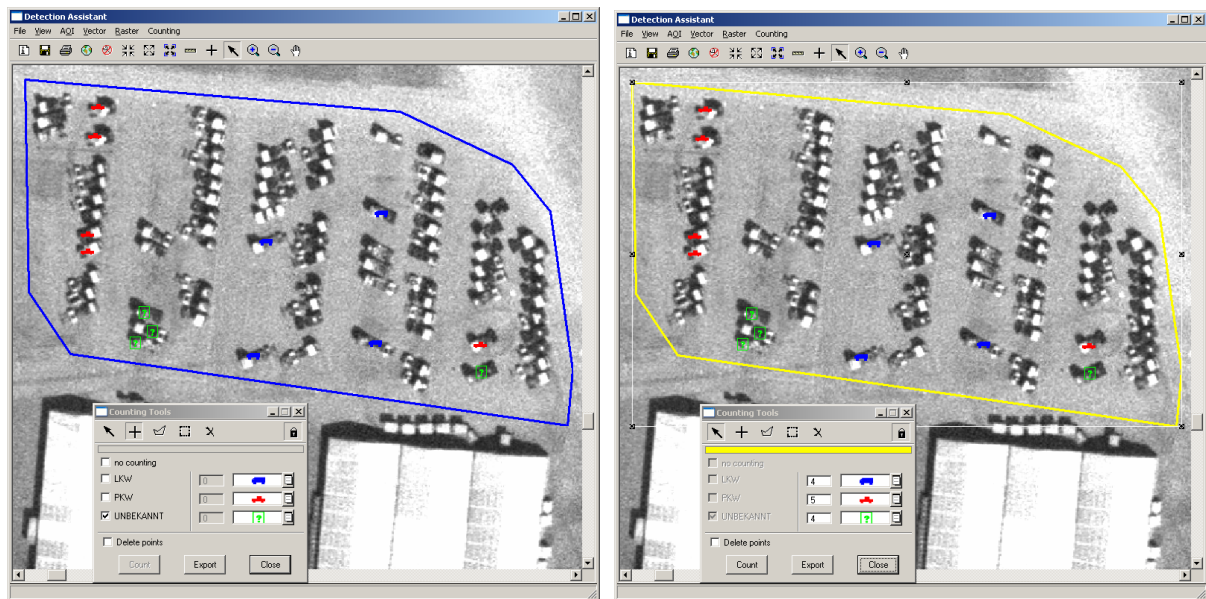 Detection Assistant
File View AOI Vector Raster Counting
? ? ? ?
Counting Tools
no counting
LKW 0
PKW 0
UNBEKANNT 0 ?
Delete points
Count Export Close
Detection Assistant
File View AOI Vector Raster Counting
? ? ? ?
Counting Tools
no counting
LKW 4
PKW 5
UNBEKANNT 4 ?
Delete points
Count Export Close